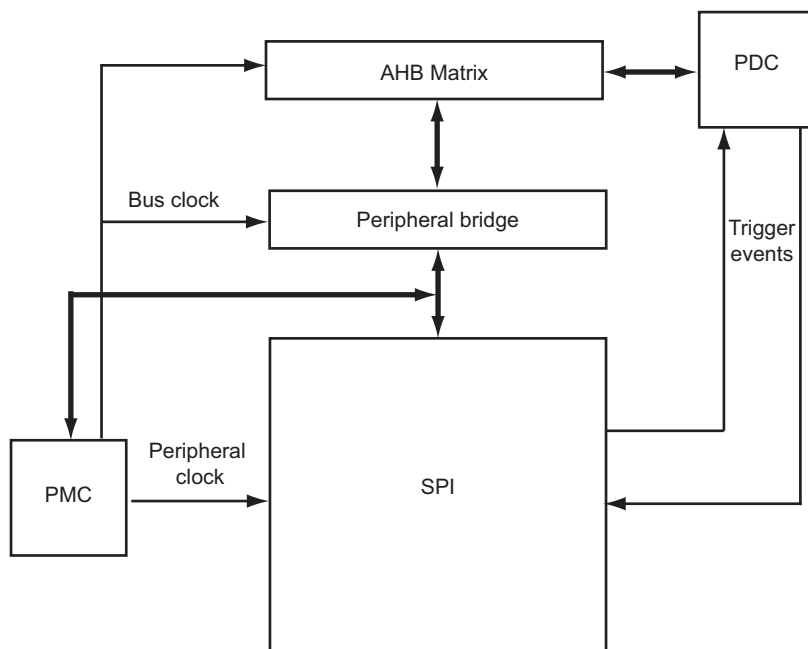 AHB Matrix
PDC
Bus clock
Peripheral bridge
Trigger
events
Peripheral
clock
PMC
SPI